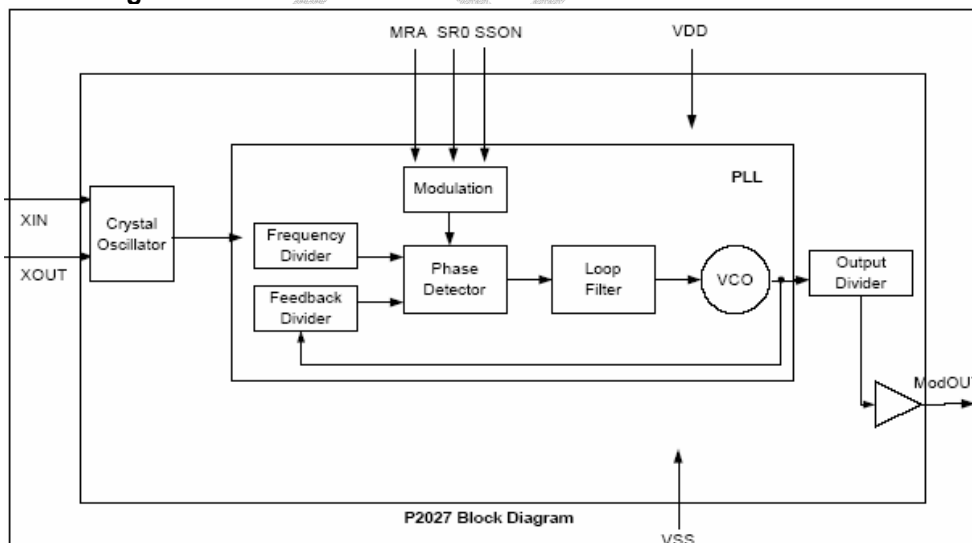 MRA SR0 SSON VDD
PLL
Modulation
XIN
Crystal
Oscillator
Frequency
Divider
Phase
Detector
Loop
Filter
VCO
Output
Divider
XOUT
Feedback
Divider
ModOUT
P2027 Block Diagram
VSS